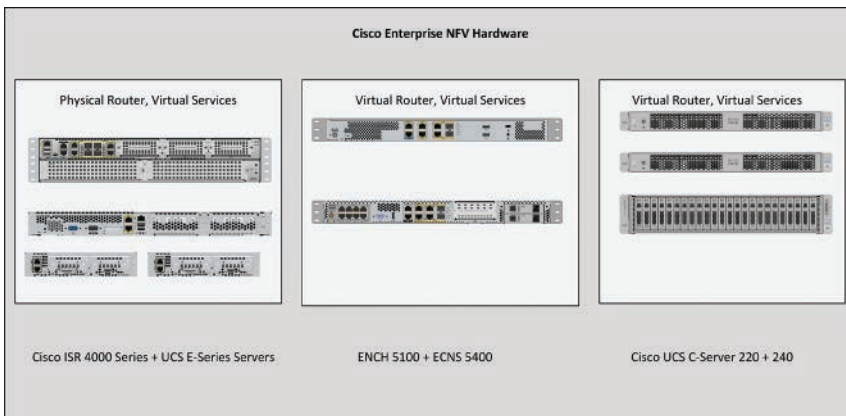 Cisco Enterprise NFV Hardware
Physical Router, Virtual Services
Virtual Router, Virtual Services
Virtual Router, Virtual Services
Cisco ISR 4000 Series + UCS E-Series Servers
ENCH 5100 + ECNS 5400
Cisco UCS C-Server 220 + 240